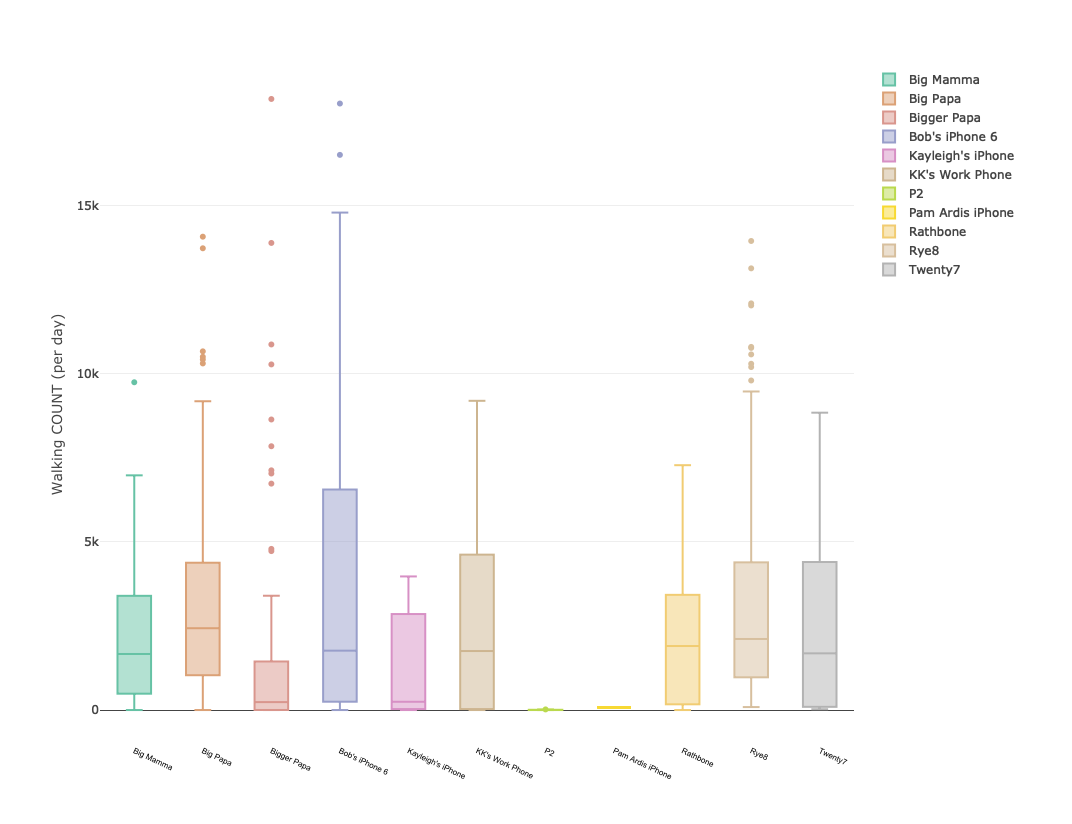 Big Mamma
Big Papa
Bigger Papa
Bob's iPhone 6
Kayleigh's iPhone
KK's Work Phone
P2
Pam Ardis iPhone
Rathbone
Rye8
Twenty7
Walking COUNT (per day)
15k
10k
5k
0
Big Mamma
Big Papa
Bigger Papa
Bob's iPhone 6
Kayleigh's iPhone
KK's Work Phone
P2
Pam Ardis iPhone
Rathbone
Rye8
Twenty7